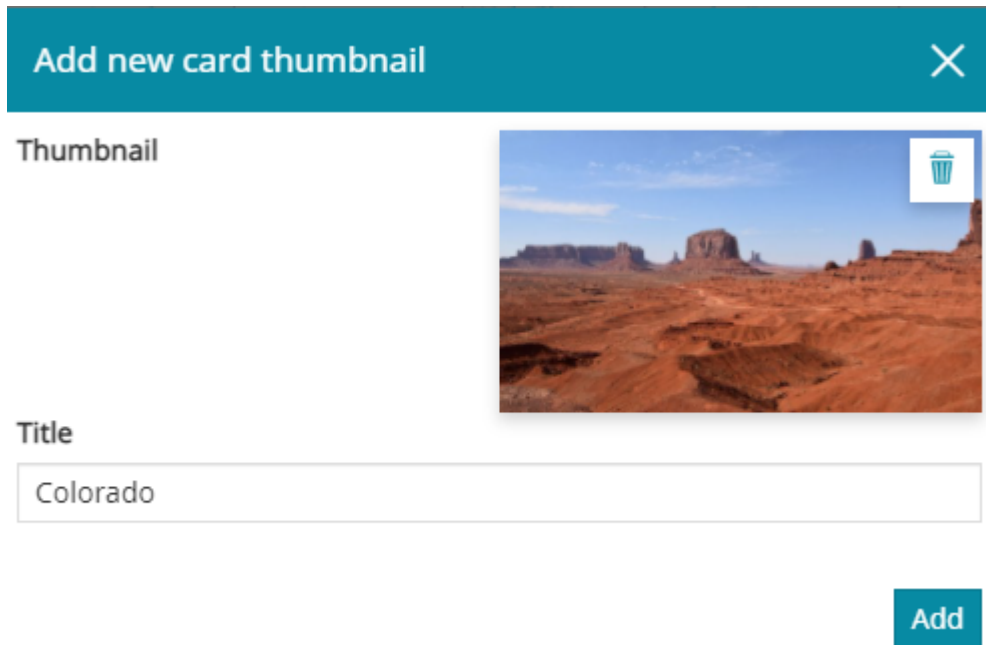 Add new card thumbnail
Thumbnail
Title
Colorado
Add